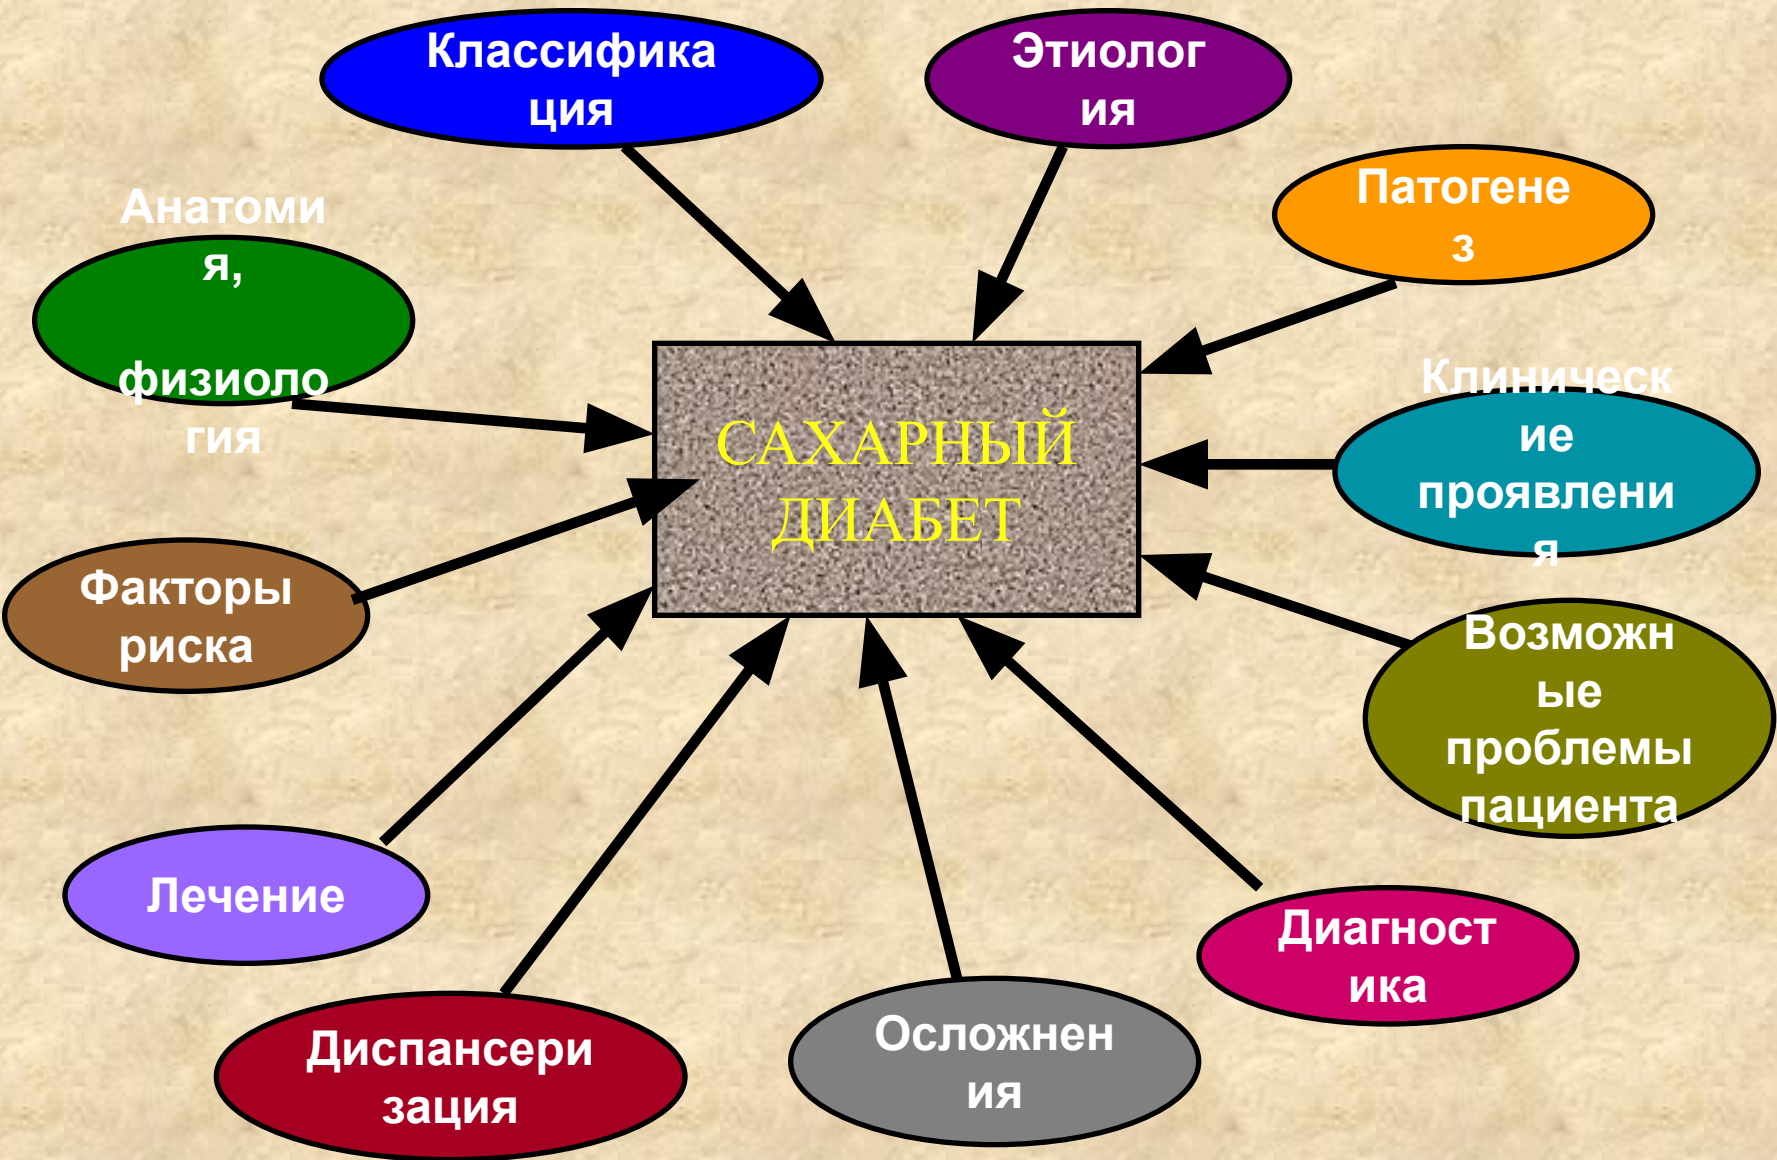 Классифика
ция
Этиолог
ия
Патогене
з
Анатоми
я,
физиоло
гия
Клиническ
ие
проявлени
я
САХАРНЫЙ
ДИАБЕТ
Факторы
риска
Возможн
ые
проблемы
пациента
Лечение
Диагност
ика
Диспансери
зация
Осложнен
ия